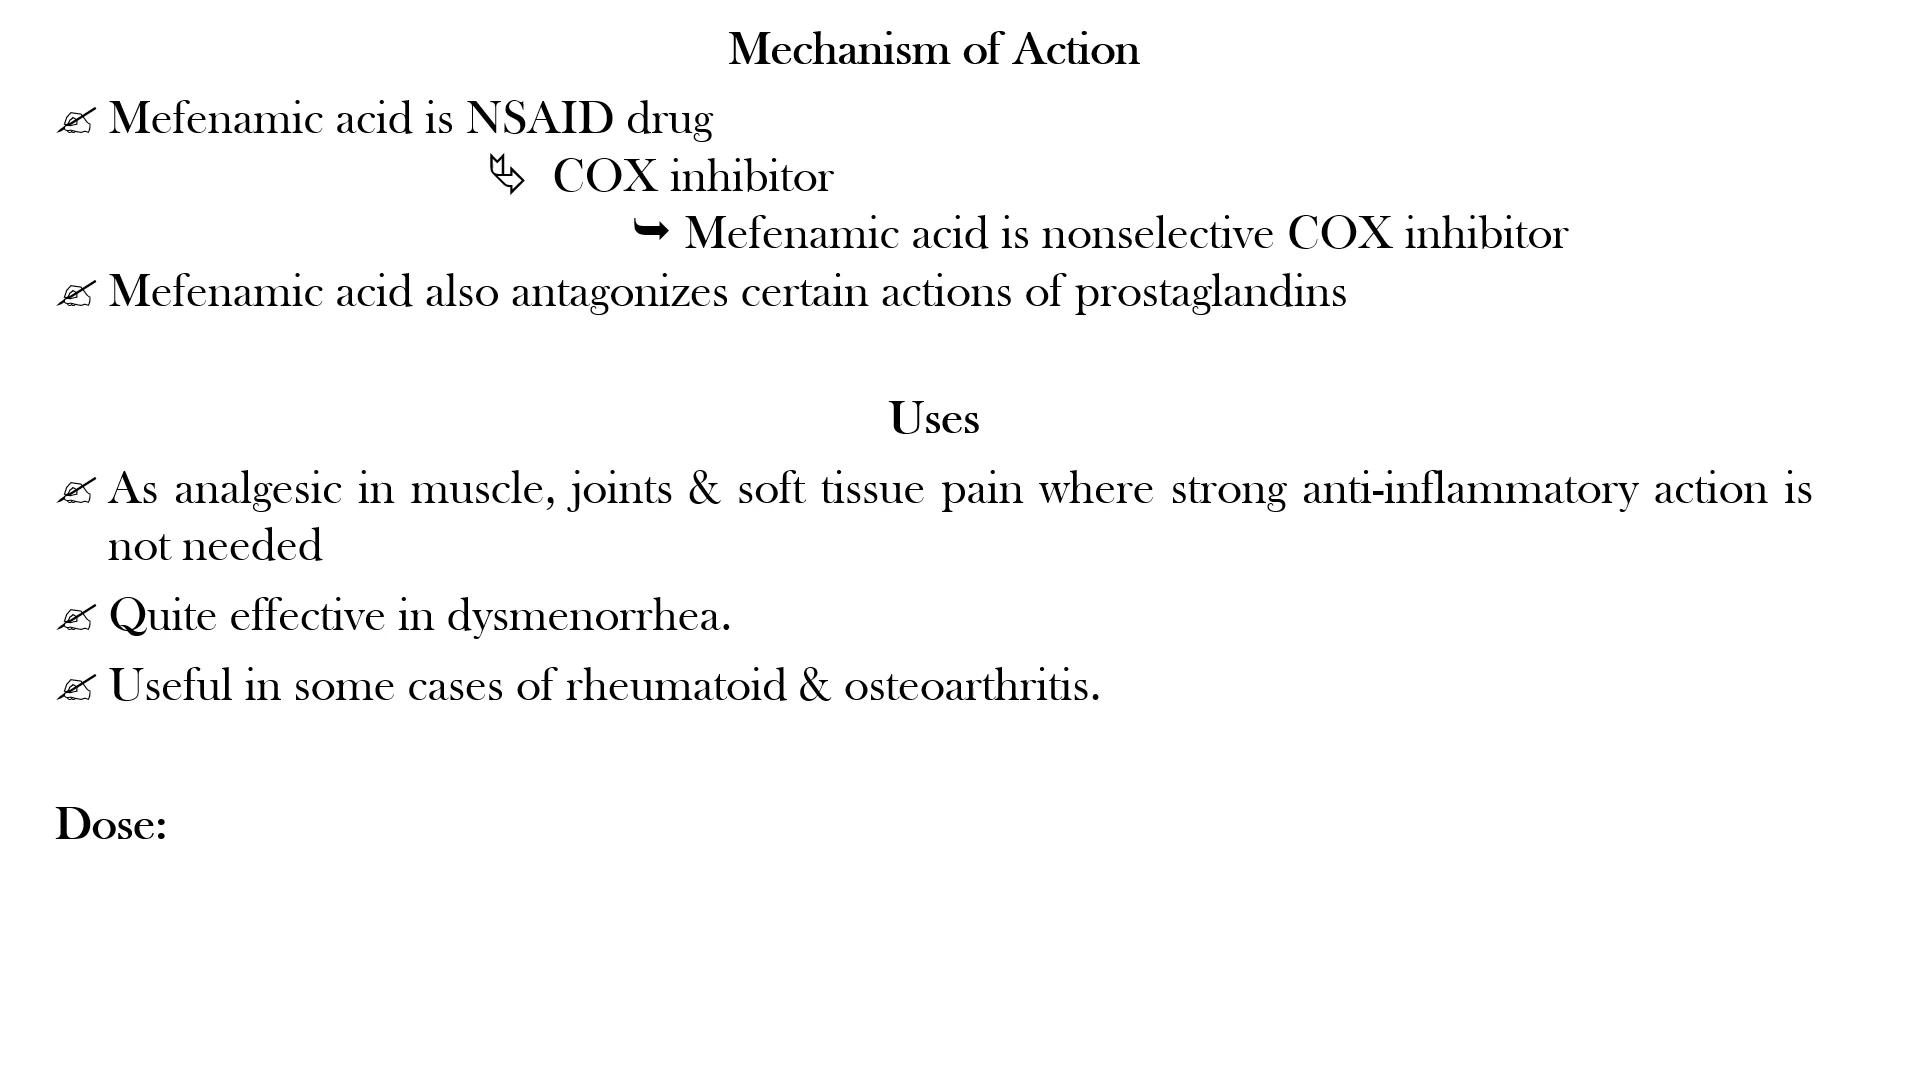 Mechanism of Action
Mefenamic acid is NSAID drug
COX inhibitor
Mefenamic acid is nonselective COX inhibitor
Mefenamic acid also antagonizes certain actions of prostaglandins
Uses
As analgesic in muscle, joints & soft tissue pain where strong anti-inflammatory action is
not needed
Quite effective in dysmenorrhea.
Useful in some cases of rheumatoid & osteoarthritis.
Dose: